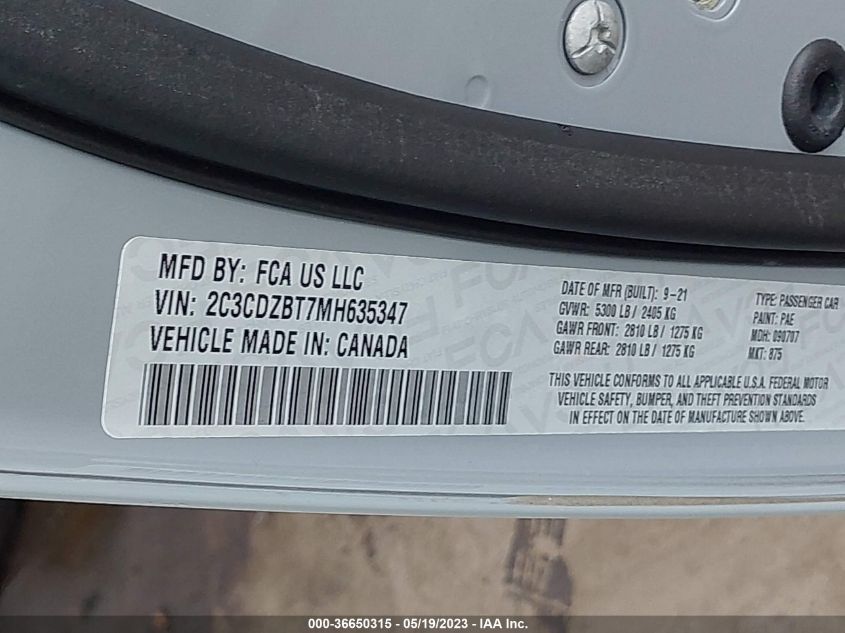 MFD BY: FCA US LLC
VIN: 2C3CDZBT7MH635347
VEHICLE MADE IN: CANADA
DATE OF MFR (BUILT): 9-21
GVWR: 5300 LB / 2405 KG
GAWR FRONT: 2810 LB / 1275 KG
GAWR REAR: 2810 LB / 1275 KG
TYPE: PASSENGER CAR
PAINT: PAE
MDH: 090707
MKT: 875
THIS VEHICLE CONFORMS TO ALL APPLICABLE U.S.A. FEDERAL MOTOR
VEHICLE SAFETY, BUMPER, AND THEFT PREVENTION STANDARDS
IN EFFECT ON THE DATE OF MANUFACTURE SHOWN ABOVE.
000-36650315 - 05/19/2023 - IAA Inc.